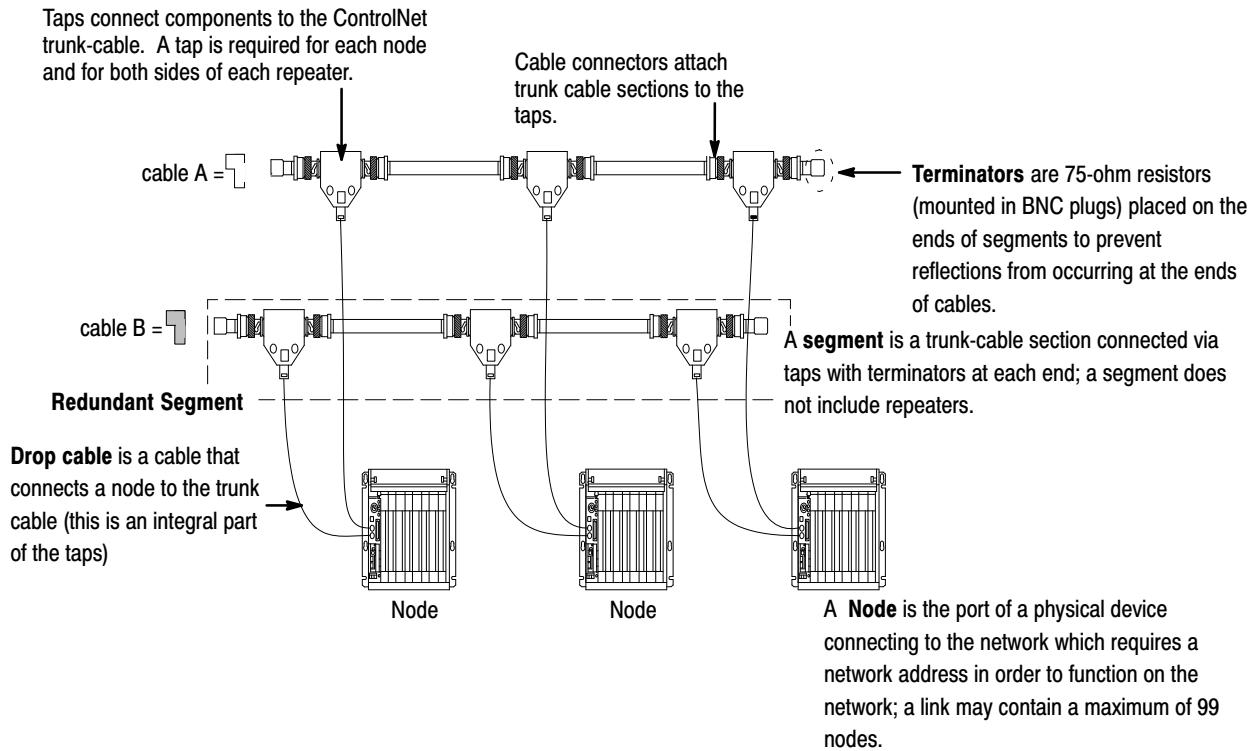 Taps connect components to the ControlNet
trunk-cable. A tap is required for each node
and for both sides of each repeater.
Cable connectors attach
trunk cable sections to the
taps.
cable A =
Terminators are 75-ohm resistors
(mounted in BNC plugs) placed on the
ends of segments to prevent
reflections from occurring at the ends
of cables.
cable B =
A segment is a trunk-cable section connected via
taps with terminators at each end; a segment does
not include repeaters.
Redundant Segment
Drop cable is a cable that
connects a node to the trunk
cable (this is an integral part
of the taps)
Node
Node
A Node is the port of a physical device
connecting to the network which requires a
network address in order to function on the
network; a link may contain a maximum of 99
nodes.